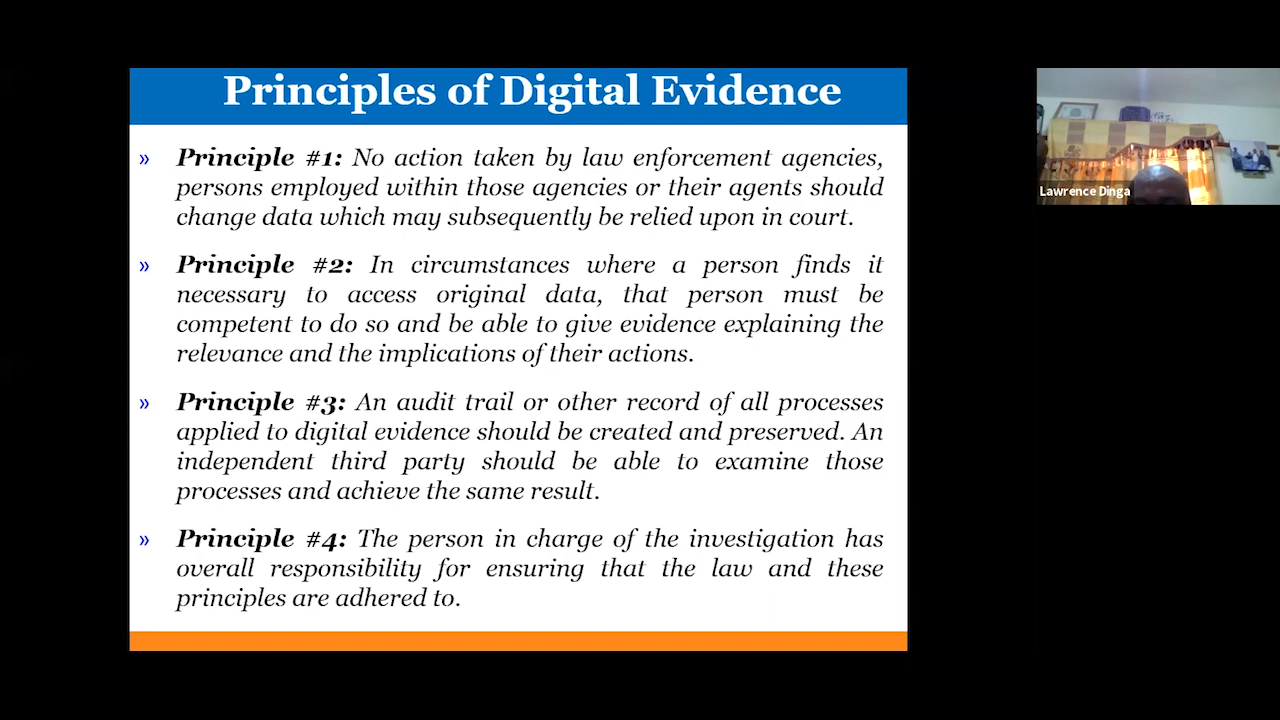 Principles of Digital Evidence
» Principle #1: No action taken by law enforcement agencies,
persons employed within those agencies or their agents should
change data which may subsequently be relied upon in court.
» Principle #2: In circumstances where a person finds it
necessary to access original data, that person must be
competent to do so and be able to give evidence explaining the
relevance and the implications of their actions.
» Principle #3: An audit trail or other record of all processes
applied to digital evidence should be created and preserved. An
independent third party should be able to examine those
processes and achieve the same result.
» Principle #4: The person in charge of the investigation has
overall responsibility for ensuring that the law and these
principles are adhered to.
Lawrence Dinga